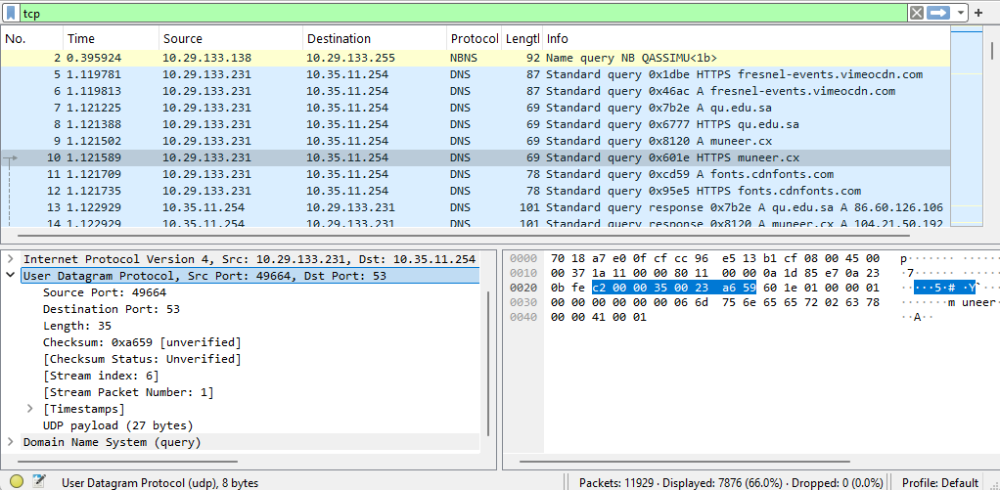 tcp
No. Time Source Destination Protocol Lengtl Info
2 0.395924 10.29.133.138 10.29.133.255 NBNS 92 Name query NB QASSIMU<1b>
5 1.119781 10.29.133.231 10.35.11.254 DNS 87 Standard query 0x1dbe HTTPS fresnel-events.vimeocdn.com
6 1.119813 10.29.133.231 10.35.11.254 DNS 87 Standard query 0x46ac A fresnel-events.vimeocdn.com
7 1.121225 10.29.133.231 10.35.11.254 DNS 69 Standard query 0x7b2e A qu.edu.sa
8 1.121388 10.29.133.231 10.35.11.254 DNS 69 Standard query 0x6777 HTTPS qu.edu.sa
9 1.121502 10.29.133.231 10.35.11.254 DNS 69 Standard query 0x8120 A muneer.cx
10 1.121589 10.29.133.231 10.35.11.254 DNS 69 Standard query 0x601e HTTPS muneer.cx
11 1.121709 10.29.133.231 10.35.11.254 DNS 78 Standard query 0xcd59 A fonts.cdnfonts.com
12 1.121735 10.29.133.231 10.35.11.254 DNS 78 Standard query 0x95e5 HTTPS fonts.cdnfonts.com
13 1.122929 10.35.11.254 10.29.133.231 DNS 101 Standard query response 0x7b2e A qu.edu.sa A 86.60.126.106
14 1.122929 10.35.11.254 10.29.133.231 DNS 101 Standard query response 0x8120 A muneer.cx A 104.21.50.192
Internet Protocol Version 4, Src: 10.29.133.231, Dst: 10.35.11.254
User Datagram Protocol, Src Port: 49664, Dst Port: 53
Source Port: 49664
Destination Port: 53
Length: 35
Checksum: 0xa659 [unverified]
[Checksum Status: Unverified]
[Stream index: 6]
[Stream Packet Number: 1]
[Timestamps]
UDP payload (27 bytes)
Domain Name System (query)
0000 70 18 a7 e0 0f cf cc 96 e5 13 b1 cf 08 00 45 00 p·······  ······E·
0010 00 37 1a 11 00 00 80 11 00 00 0a 1d 85 e7 0a 23 ·7······  ·······#
0020 0b fe c2 00 00 35 00 23 a6 59 60 1e 01 00 00 01 ·····5·# ·Y`·····
0030 00 00 00 00 00 00 06 6d 75 6e 65 65 72 02 63 78 ·······m uneer·cx
0040 00 00 41 00 01 ··A··
User Datagram Protocol (udp), 8 bytes Packets: 11929 · Displayed: 7876 (66.0%) · Dropped: 0 (0.0%) Profile: Default